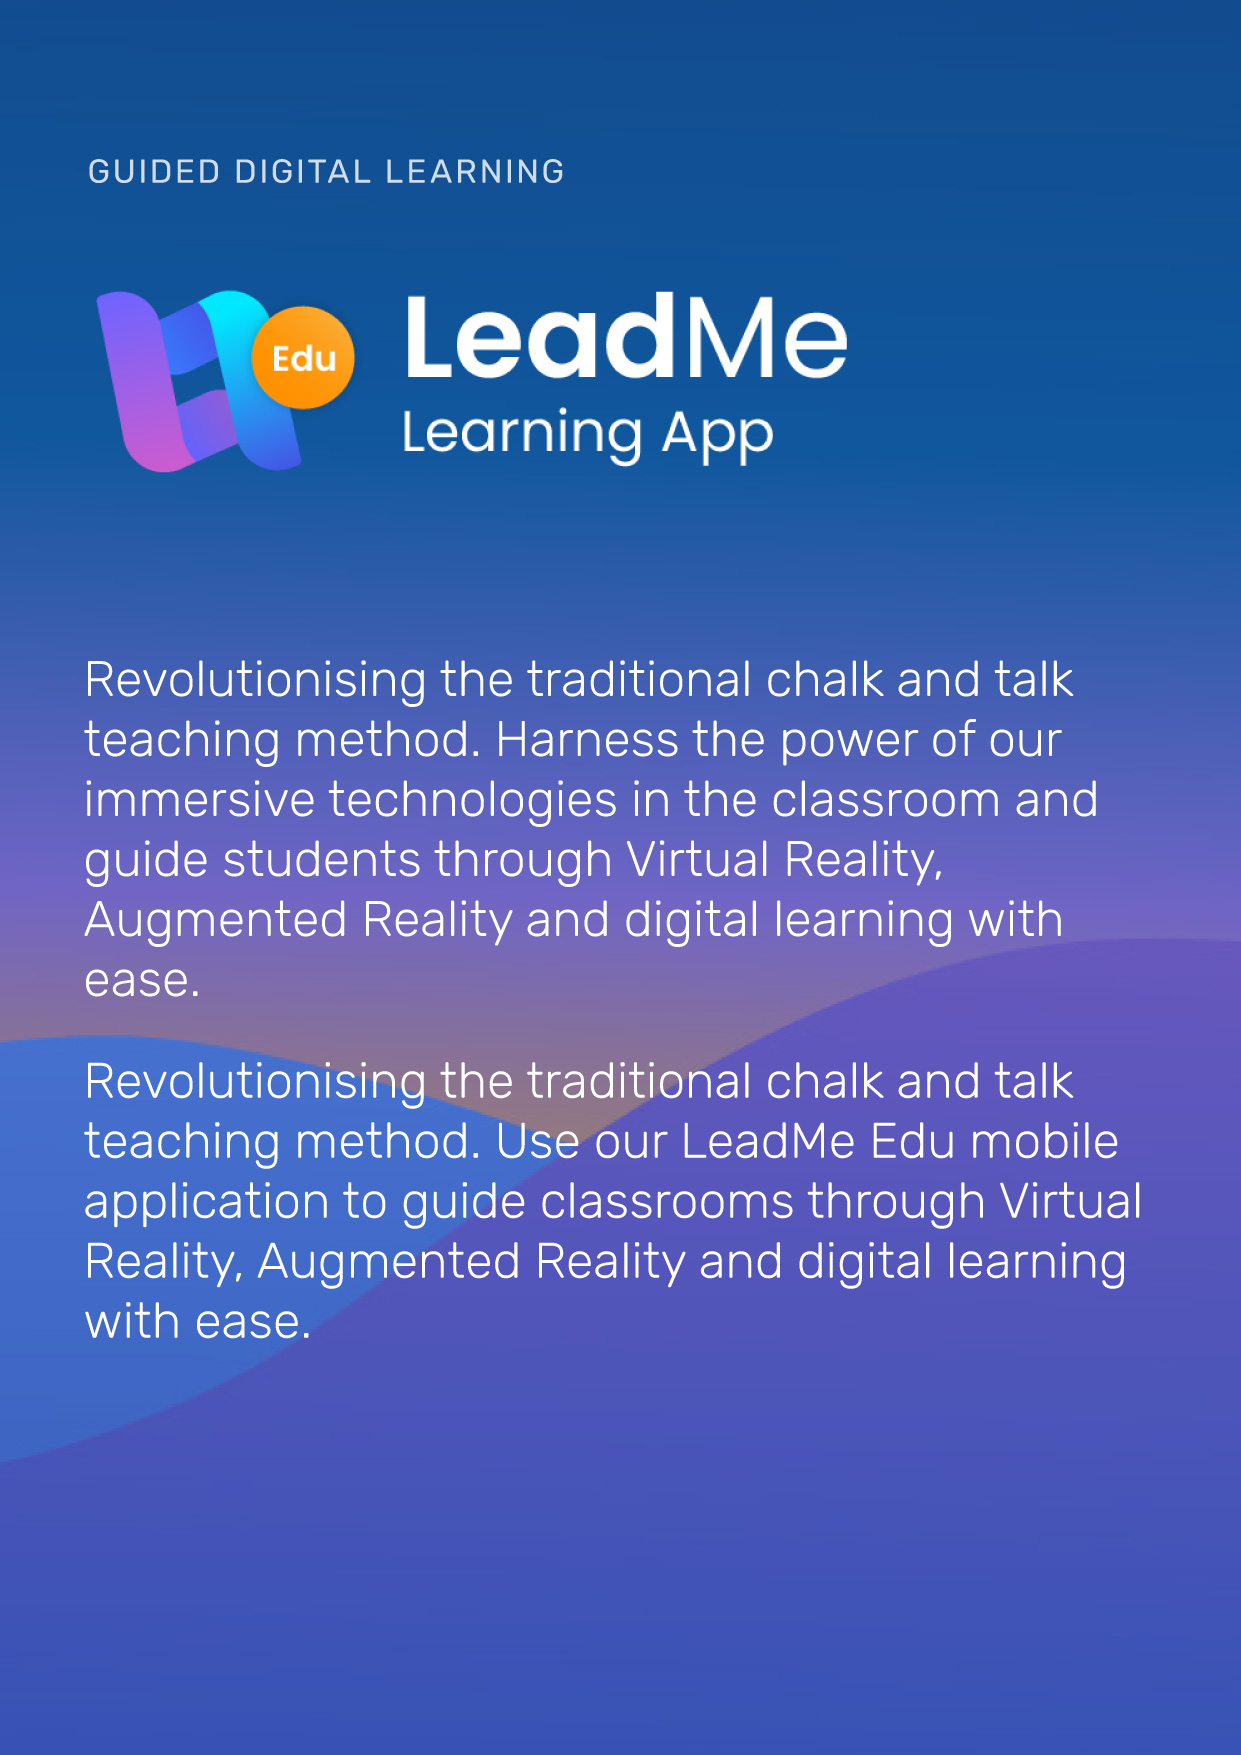 GUIDED DIGITAL LEARNING
Edu
LeadMe
Learning App
Revolutionising the traditional chalk and talk
teaching method. Harness the power of our
immersive technologies in the classroom and
guide students through Virtual Reality,
Augmented Reality and digital learning with
ease.
Revolutionising the traditional chalk and talk
teaching method. Use our LeadMe Edu mobile
application to guide classrooms through Virtual
Reality, Augmented Reality and digital learning
with ease.